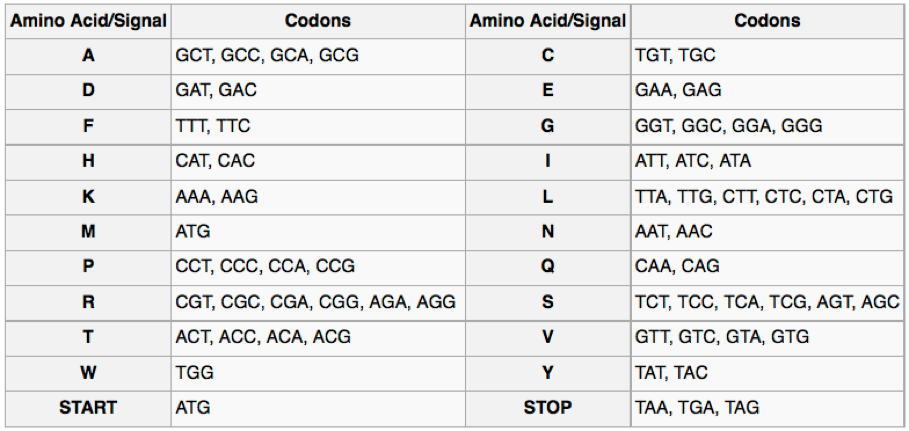 Amino Acid/Signal Codons Amino Acid/Signal Codons
A GCT, GCC, GCA, GCG C TGT, TGC
D GAT, GAC E GAA, GAG
F TTT, TTC G GGT, GGC, GGA, GGG
H CAT, CAC I ATT, ATC, ATA
K AAA, AAG L TTA, TTG, CTT, CTC, CTA, CTG
M ATG N AAT, AAC
P CCT, CCC, CCA, CCG Q CAA, CAG
R CGT, CGC, CGA, CGG, AGA, AGG S TCT, TCC, TCA, TCG, AGT, AGC
T ACT, ACC, ACA, ACG V GTT, GTC, GTA, GTG
W TGG Y TAT, TAC
START ATG STOP TAA, TGA, TAG